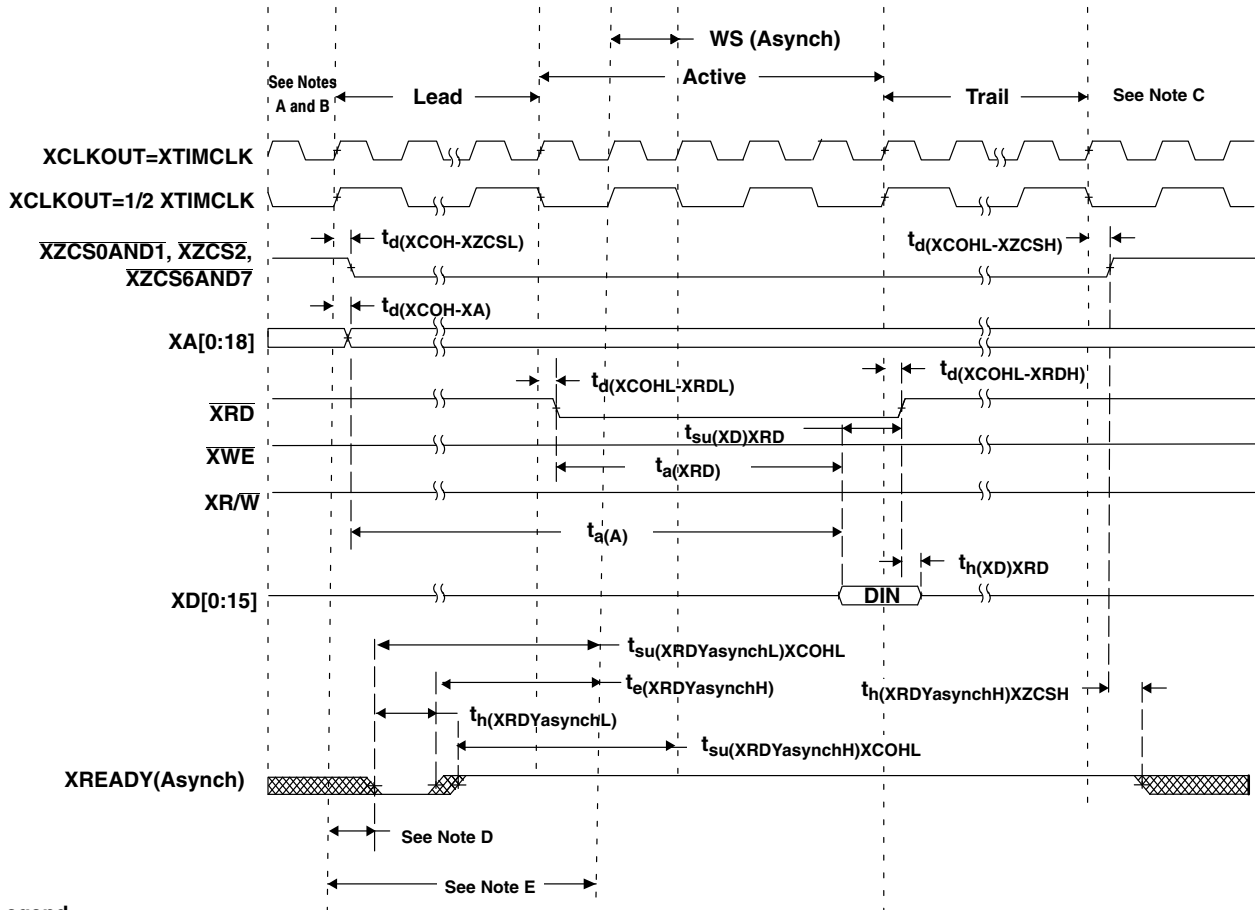 WS (Asynch)
Active
See Notes
A and B
Lead
Trail
See Note C
XCLKOUT=XTIMCLK
XCLKOUT=1/2 XTIMCLK
XZCS0AND1, XZCS2,
XZCS6AND7
td(XCOH-XZCSL)
td(XCOHL-XZCSH)
td(XCOH-XA)
XA[0:18]
td(XCOHL-XRDL)
td(XCOHL-XRDH)
XRD
tsu(XD)XRD
XWE
ta(XRD)
XR/W
ta(A)
th(XD)XRD
XD[0:15]
DIN
tsu(XRDYasynchL)XCOHL
te(XRDYasynchH)
th(XRDYasynchH)XZCSH
th(XRDYasynchL)
tsu(XRDYasynchH)XCOHL
XREADY(Asynch)
See Note D
See Note E